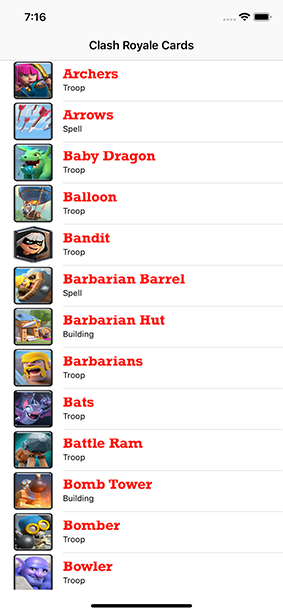 7:16
Clash Royale Cards
Archers
Troop
Arrows
Spell
Baby Dragon
Troop
Balloon
Troop
Bandit
Troop
Barbarian Barrel
Spell
Barbarian Hut
Building
Barbarians
Troop
Bats
Troop
Battle Ram
Troop
Bomb Tower
Building
Bomber
Troop
Bowler
Troop